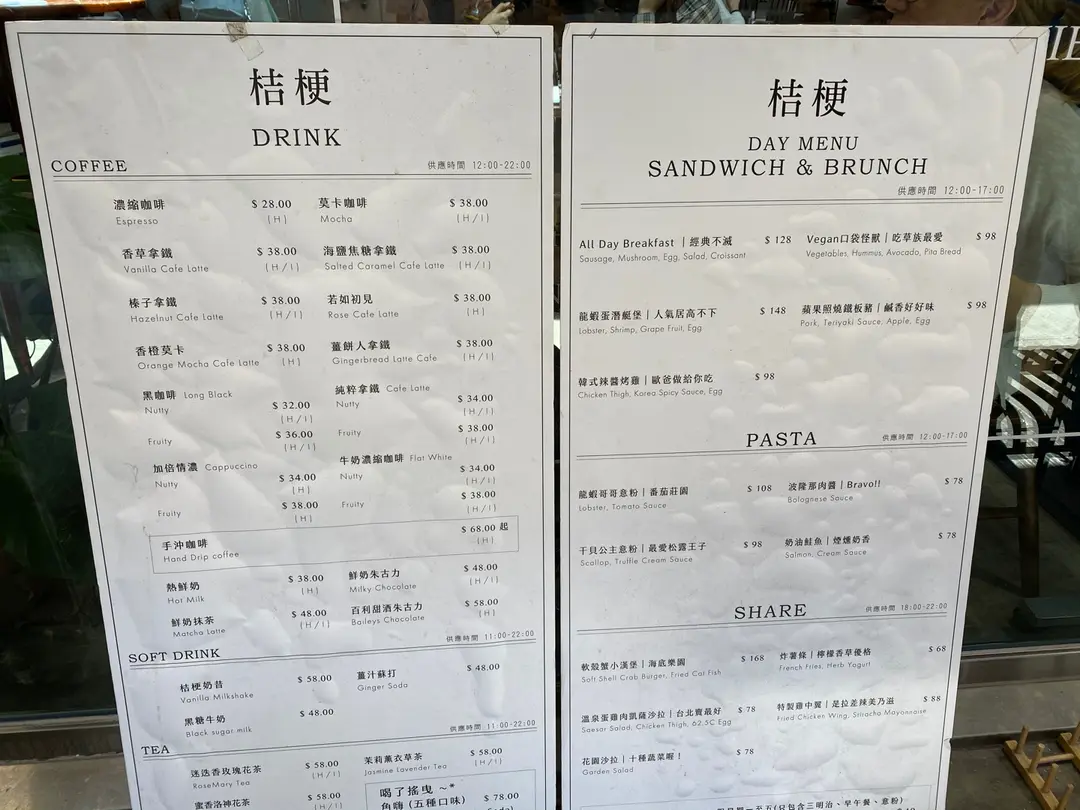 桔梗
DRINK
COFFEE 供應時間 12:00-22:00
濃縮咖啡 $ 28.00
Espresso (H)
莫卡咖啡 $ 38.00
Mocha (H/I)
香草拿鐵 $ 38.00
Vanilla Cafe Latte (H/I)
海鹽焦糖拿鐵 $ 38.00
Salted Caramel Cafe Latte (H/I)
榛子拿鐵 $ 38.00
Hazelnut Cafe Latte (H/I)
若如初見 $ 38.00
Rose Cafe Latte (H)
香橙莫卡 $ 38.00
Orange Mocha Cafe Latte (H)
薑餅人拿鐵 $ 38.00
Gingerbread Latte Cafe (H/I)
黑咖啡 Long Black
Nutty $ 32.00
(H/I)
Fruity $ 36.00
(H/I)
純粹拿鐵 Cafe Latte
Nutty $ 34.00
(H/I)
Fruity $ 38.00
(H/I)
加倍情濃 Cappuccino
Nutty $ 34.00
(H)
Fruity $ 38.00
(H)
牛奶濃縮咖啡 Flat White
Nutty $ 34.00
(H/I)
Fruity $ 38.00
(H/I)
手沖咖啡 $ 68.00 起
Hand Drip coffee (H)
熱鮮奶 $ 38.00
Hot Milk (H)
鮮奶朱古力 $ 48.00
Milky Chocolate (H/I)
鮮奶抹茶 $ 48.00
Matcha Latte (H/I)
百利甜酒朱古力 $ 58.00
Baileys Chocolate (H)
SOFT DRINK 供應時間 11:00-22:00
桔梗奶昔 $ 58.00
Vanilla Milkshake
薑汁蘇打 $ 48.00
Ginger Soda
黑糖牛奶 $ 48.00
Black sugar milk
TEA 供應時間 11:00-22:00
迷迭香玫瑰花茶 $ 58.00
RoseMary Tea (H/I)
茉莉薰衣草茶 $ 58.00
Jasmine Lavender Tea (H/I)
蜜香洛神花茶 $ 58.00
(H/I)
喝了搖曳 ~*
角嗨 (五種口味) $ 78.00
桔梗
DAY MENU
SANDWICH & BRUNCH
供應時間 12:00-17:00
All Day Breakfast | 經典不滅 $ 128
Sausage, Mushroom, Egg, Salad, Croissant
Vegan口袋怪獸 | 吃草族最愛 $ 98
Vegetables, Hummus, Avocado, Pita Bread
龍蝦蛋潛艇堡 | 人氣居高不下 $ 148
Lobster, Shrimp, Grape Fruit, Egg
蘋果照燒鐵板豬 | 鹹香好好味 $ 98
Pork, Teriyaki Sauce, Apple, Egg
韓式辣醬烤雞 | 歐爸做給你吃 $ 98
Chicken Thigh, Korea Spicy Sauce, Egg
PASTA 供應時間 12:00-17:00
龍蝦哥哥意粉 | 番茄莊園 $ 108
Lobster, Tomato Sauce
波隆那肉醬 | Bravo!! $ 78
Bolognese Sauce
干貝公主意粉 | 最愛松露王子 $ 98
Scallop, Truffle Cream Sauce
奶油鮭魚 | 煙燻奶香 $ 78
Salmon, Cream Sauce
SHARE 供應時間 18:00-22:00
軟殼蟹小漢堡 | 海底樂園 $ 168
Soft Shell Crab Burger, Fried Cat Fish
炸薯條 | 檸檬香草優格 $ 68
French Fries, Herb Yogurt
溫泉蛋雞肉凱薩沙拉 | 台北賣最好 $ 78
Saesar Salad, Chicken Thigh, 62.5C Egg
特製雞中翼 | 是拉差辣美乃滋 $ 88
Fried Chicken Wing, Sriracha Mayonnaise
花園沙拉 | 十種蔬菜喔！ $ 78
Garden Salad